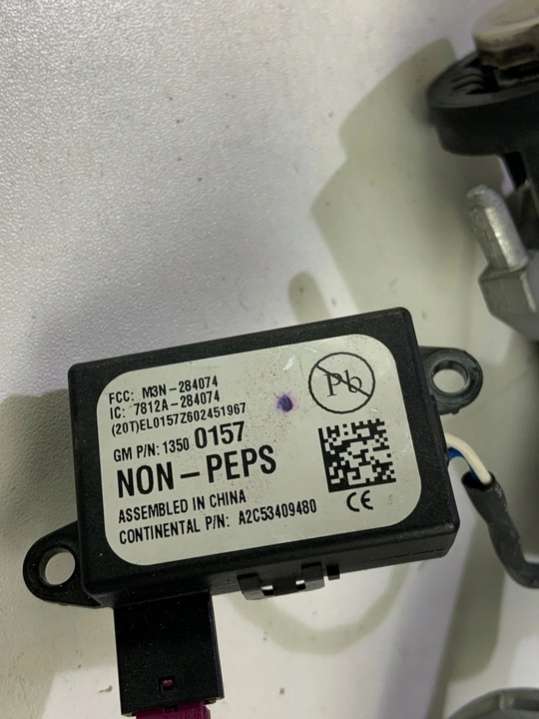 FCC: M3N-284074
IC: 7812A-284074
(20T)EL0157Z602451967
GM P/N: 1350 0157
NON-PEPS
ASSEMBLED IN CHINA
CONTINENTAL P/N: A2C53409480
Pb
CE